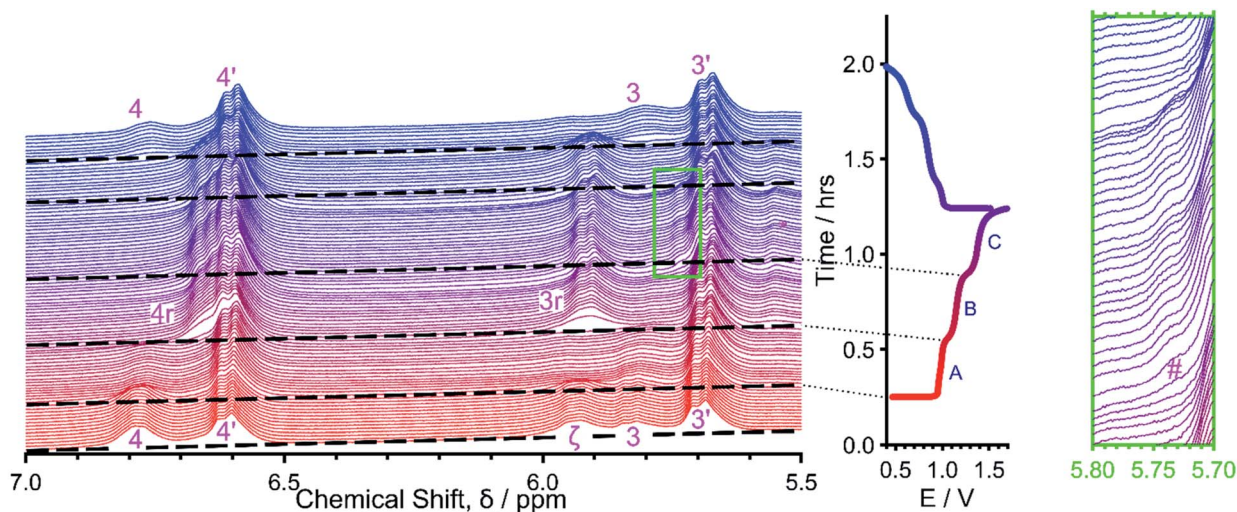 4 4' 3 3'
4r 3r
4 4' ζ 3 3'
7.0 6.5 6.0 5.5
Chemical Shift, δ / ppm
Time / hrs
2.0
1.5
1.0
0.5
0.0
C
B
A
0.5 1.0 1.5
E / V
#
5.80 5.75 5.70